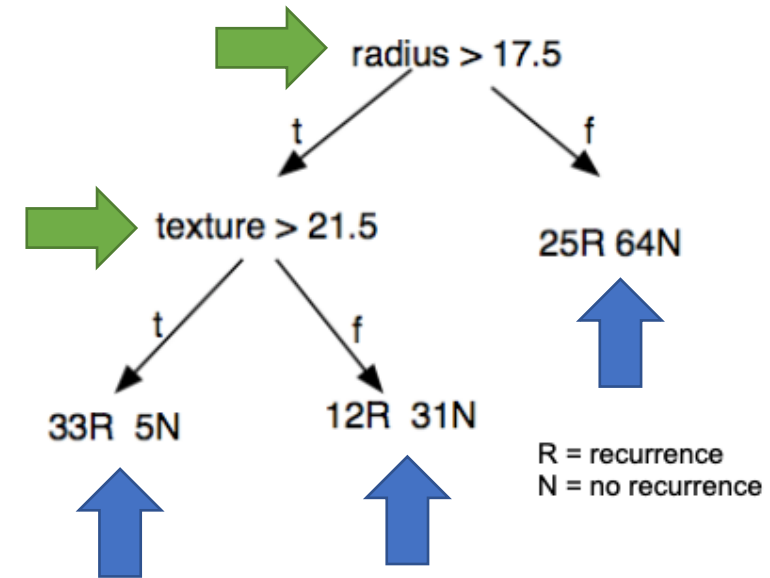 radius > 17.5
t
f
texture > 21.5
25R 64N
t
f
33R 5N
12R 31N
R = recurrence
N = no recurrence